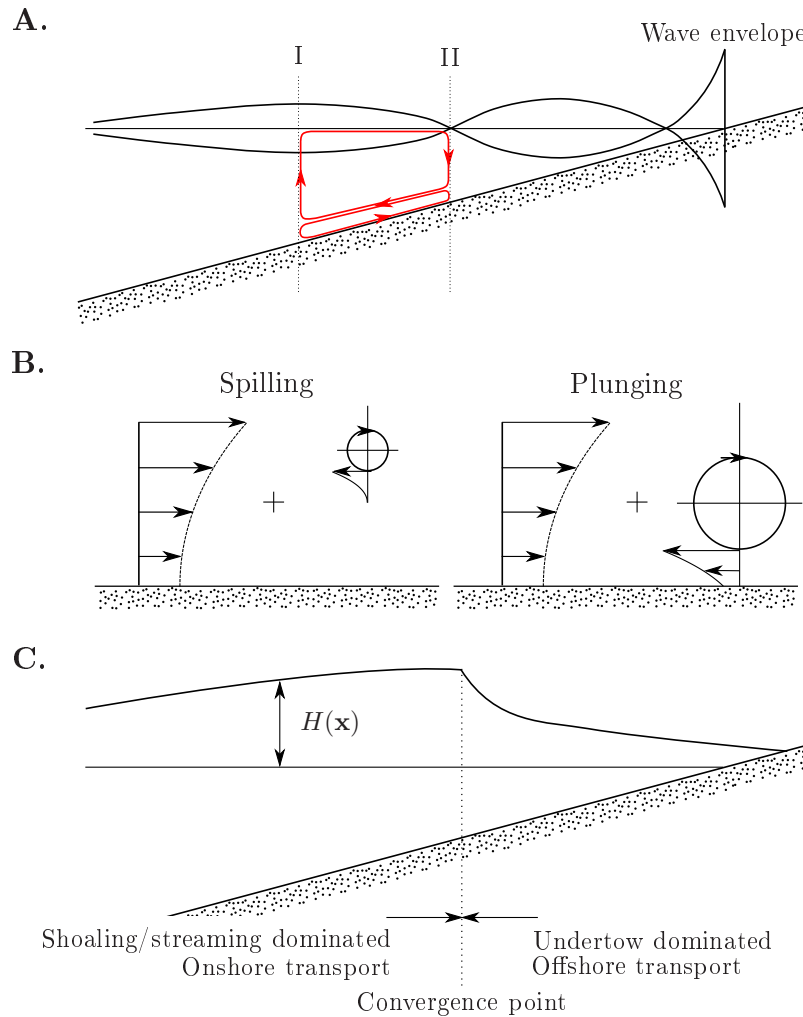 A.
Wave envelope
I
II
B.
Spilling
Plunging
+
+
C.
H(x)
Shoaling/streaming dominated
Onshore transport
Undertow dominated
Offshore transport
Convergence point